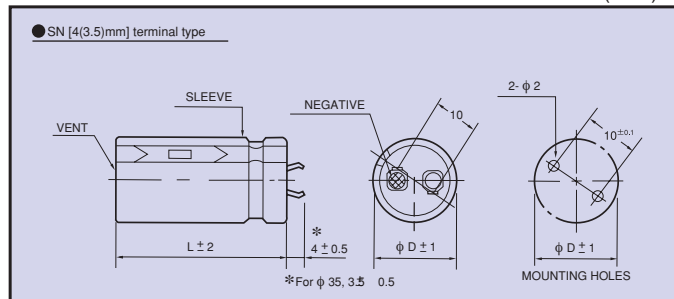 ●SN [4(3.5)mm] terminal type
SLEEVE
VENT
L ± 2
*
4 ± 0.5
*For ϕ 35, 3.5 ± 0.5
NEGATIVE
10
ϕ D ± 1
2- ϕ 2
10±0.1
ϕ D ± 1
MOUNTING HOLES